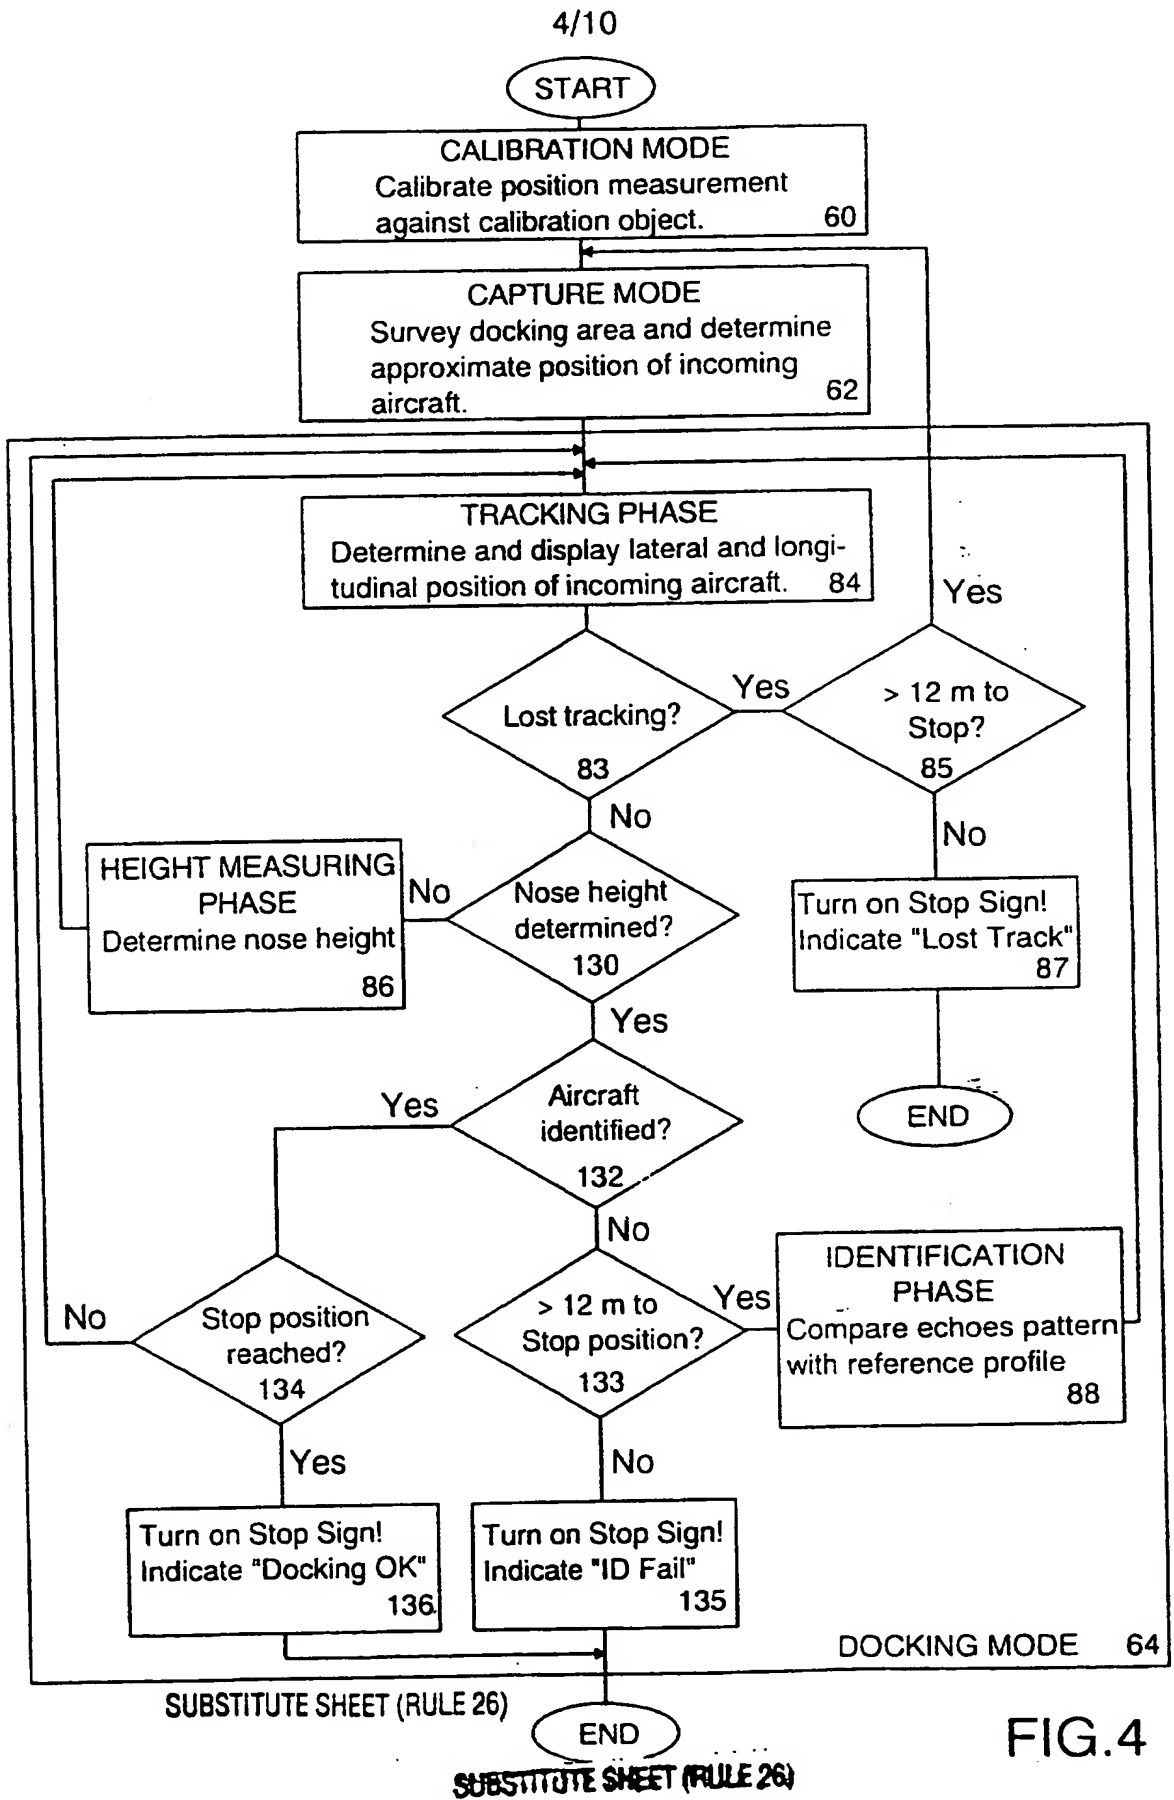 4/10
START
CALIBRATION MODE
Calibrate position measurement
against calibration object.
60
CAPTURE MODE
Survey docking area and determine
approximate position of incoming
aircraft.
62
TRACKING PHASE
Determine and display lateral and longi-
tudinal position of incoming aircraft.
84
Yes
Lost tracking?
83
Yes
> 12 m to
Stop?
85
No
No
HEIGHT MEASURING
PHASE
Determine nose height
86
No
Nose height
determined?
130
Turn on Stop Sign!
Indicate "Lost Track"
87
Yes
END
Yes
Aircraft
identified?
132
No
No
Stop position
reached?
134
> 12 m to
Stop position?
133
Yes
IDENTIFICATION
PHASE
Compare echoes pattern
with reference profile
88
Yes
No
Turn on Stop Sign!
Indicate "Docking OK"
136
Turn on Stop Sign!
Indicate "ID Fail"
135
DOCKING MODE 64
SUBSTITUTE SHEET (RULE 26)
END
FIG.4
SUBSTITUTE SHEET (RULE 26)